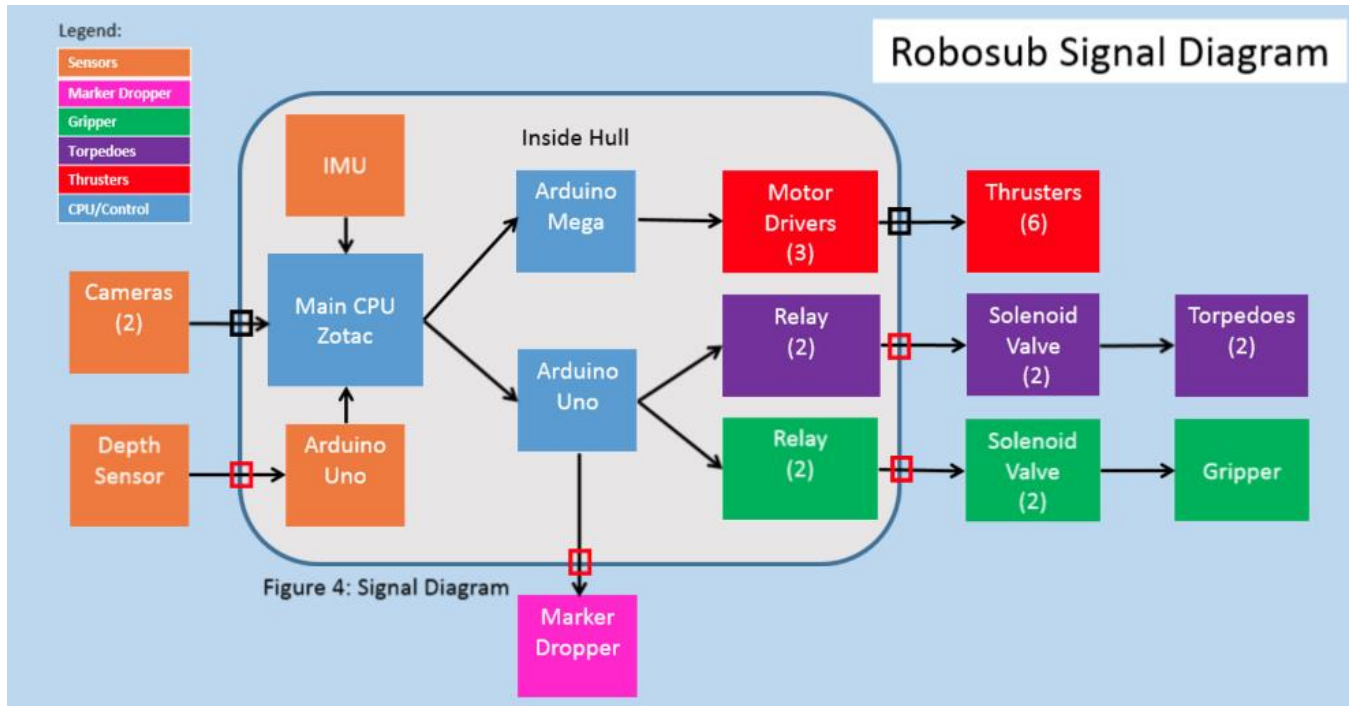 Legend:
Sensors
Marker Dropper
Gripper
Torpedoes
Thrusters
CPU/Control
Robosub Signal Diagram
Inside Hull
IMU
Arduino
Mega
Motor
Drivers
(3)
Thrusters
(6)
Cameras
(2)
Main CPU
Zotac
Relay
(2)
Solenoid
Valve
(2)
Torpedoes
(2)
Arduino
Uno
Depth
Sensor
Arduino
Uno
Relay
(2)
Solenoid
Valve
(2)
Gripper
Figure 4: Signal Diagram
Marker
Dropper